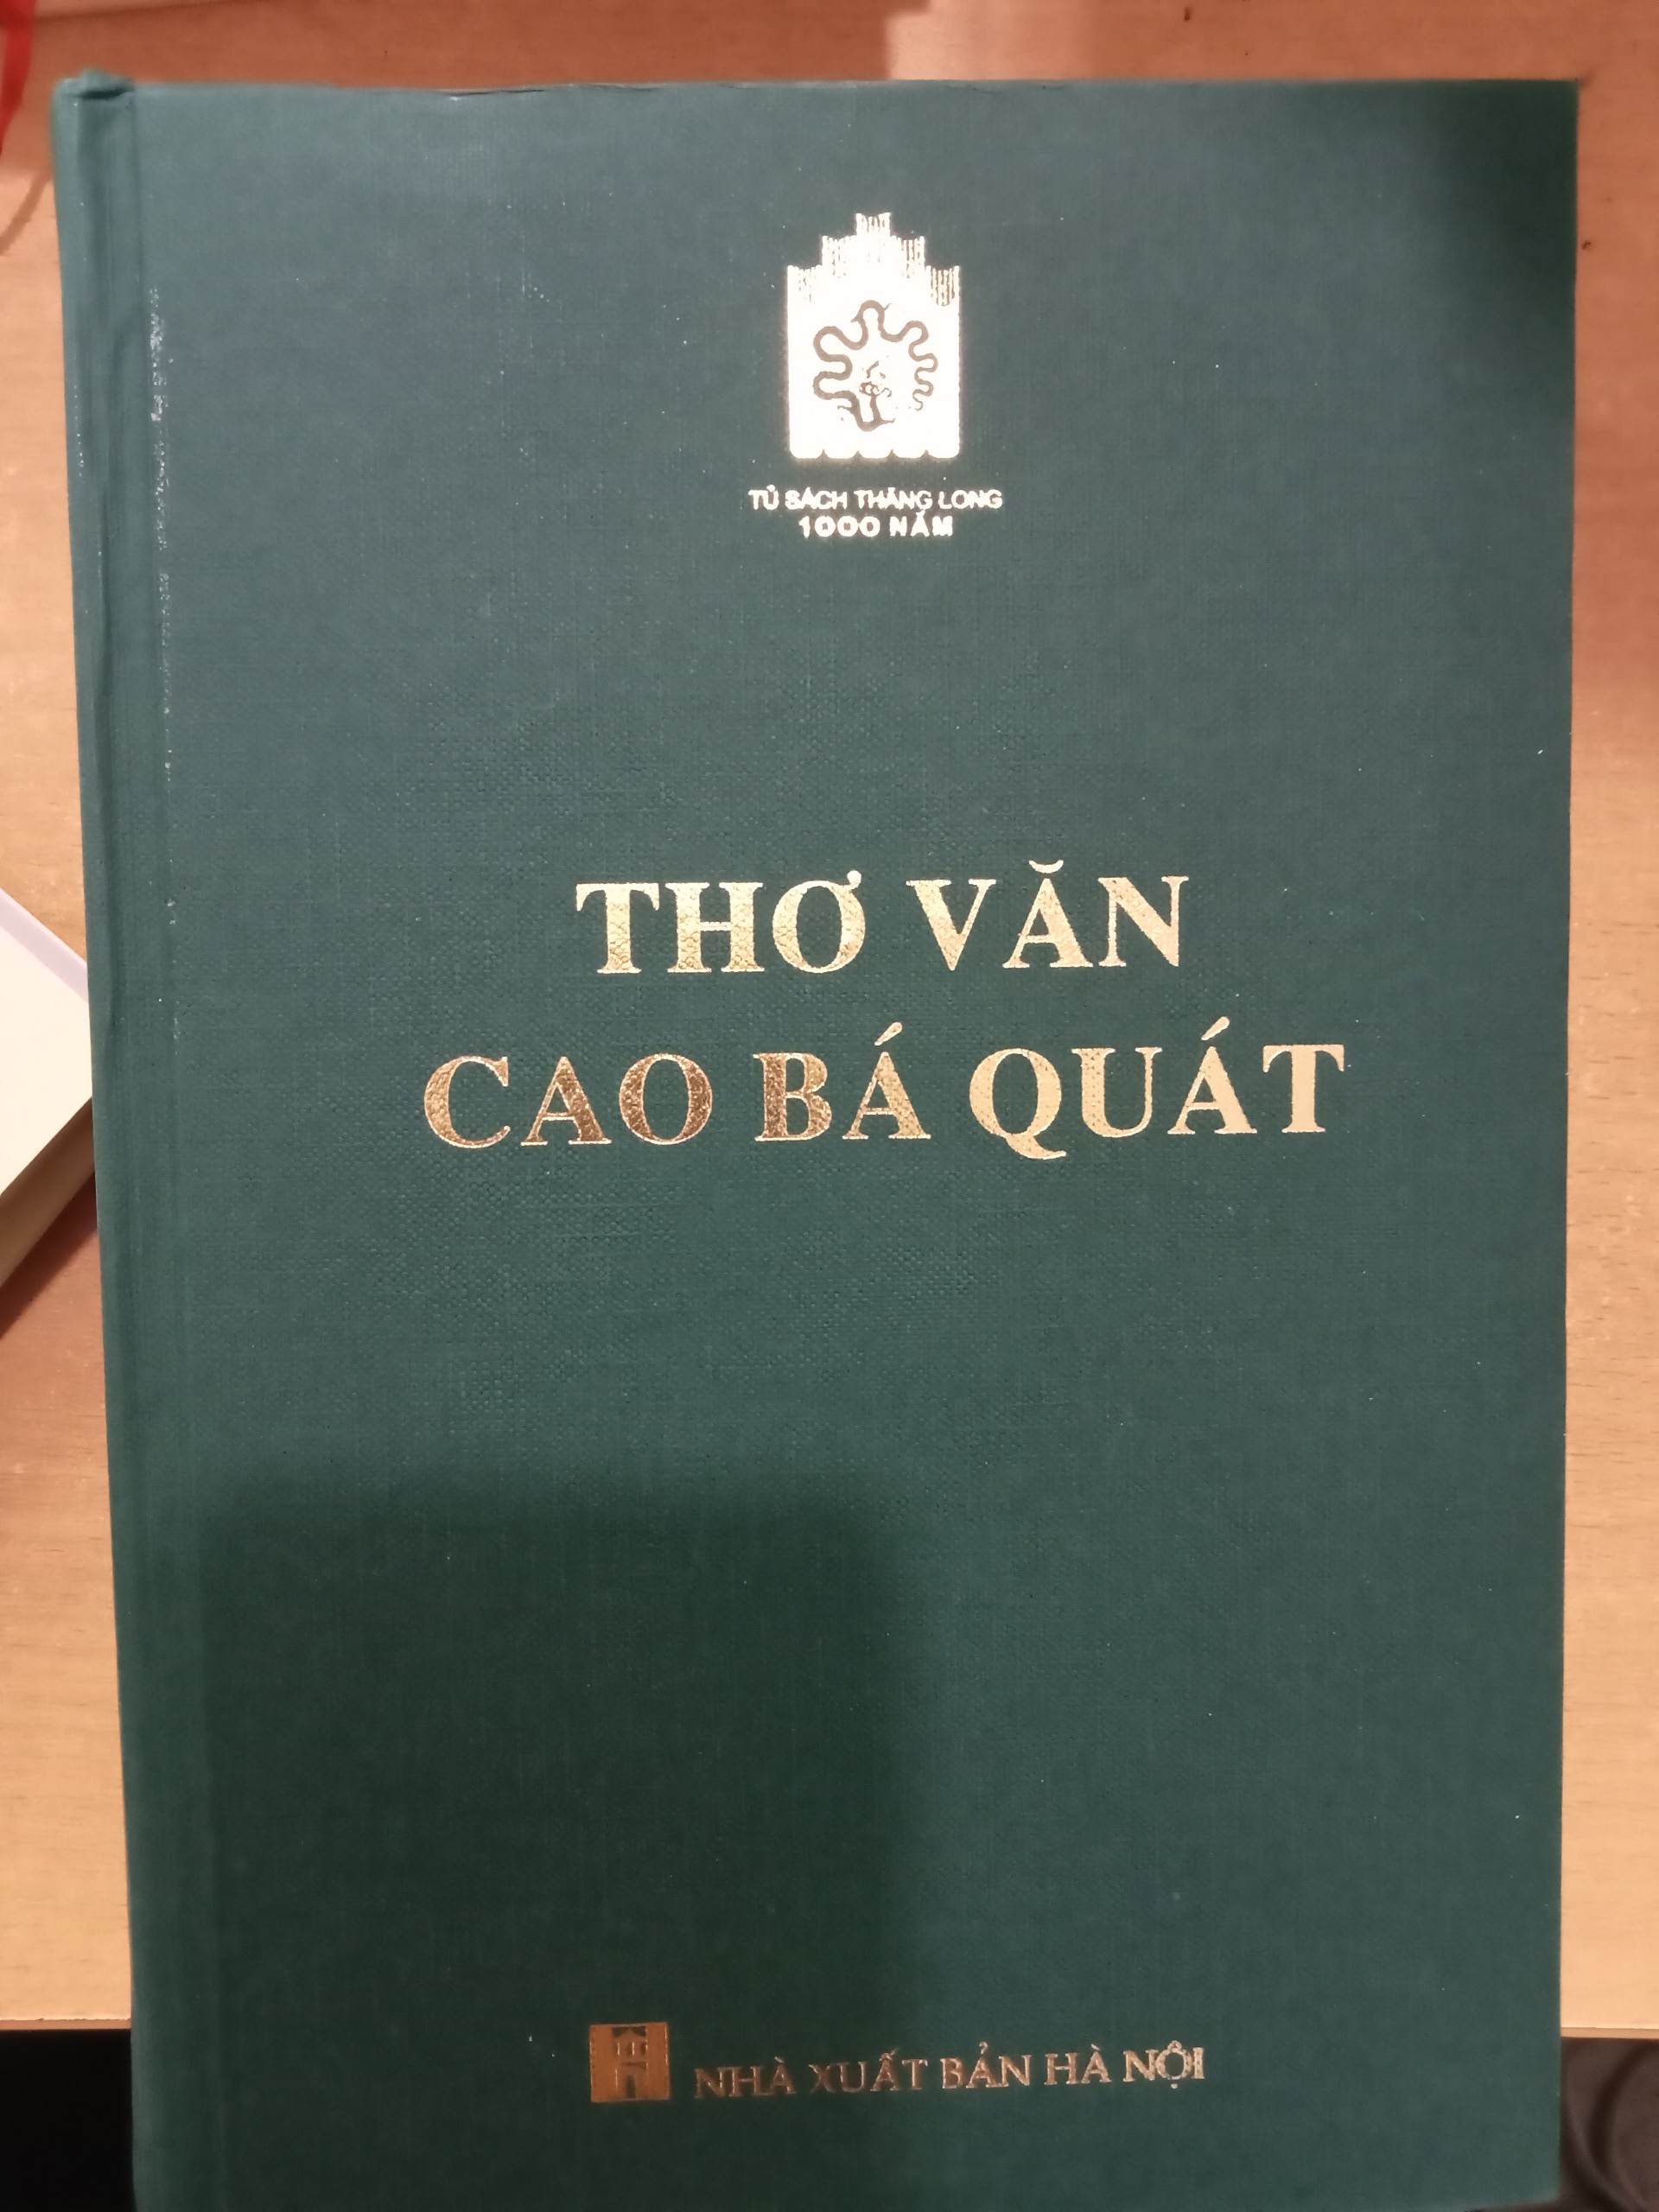 TỦ SÁCH THĂNG LONG
1000 NĂM
THƠ VĂN
CAO BÁ QUÁT
NHÀ XUẤT BẢN HÀ NỘI